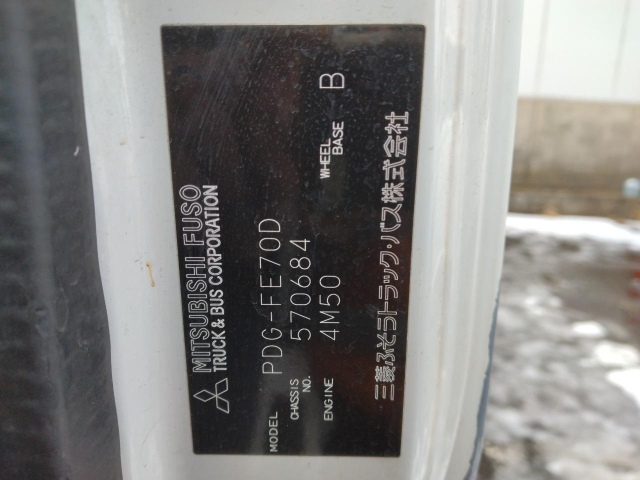 MITSUBISHI FUSO
TRUCK & BUS CORPORATION
MODEL PDG-FE70D
CHASSIS NO. 570684
ENGINE 4M50
WHEEL BASE B
三菱ふそうトラック・バス株式会社